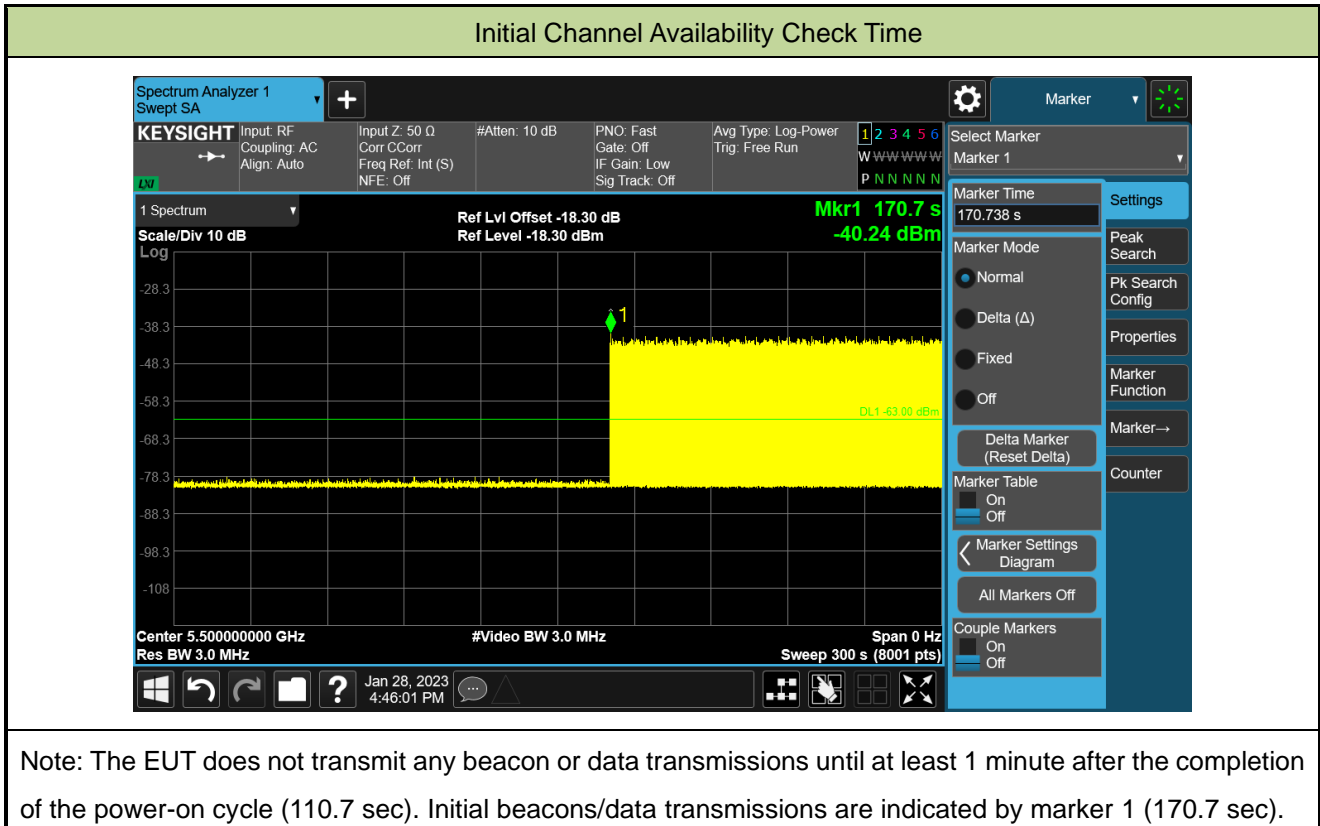 Initial Channel Availability Check Time
Spectrum Analyzer 1
Swept SA
+
Marker
KEYSIGHT
LXI
Input: RF
Coupling: AC
Align: Auto
Input Z: 50 Ω
Corr CCorr
Freq Ref: Int (S)
NFE: Off
#Atten: 10 dB
PNO: Fast
Gate: Off
IF Gain: Low
Sig Track: Off
Avg Type: Log-Power
Trig: Free Run
1 2 3 4 5 6
W W W W W W
P N N N N N
Select Marker
Marker 1
1 Spectrum
Scale/Div 10 dB
Log
Ref Lvl Offset -18.30 dB
Ref Level -18.30 dBm
Mkr1 170.7 s
-40.24 dBm
-28.3
-38.3
-48.3
-58.3
-68.3
-78.3
-88.3
-98.3
-108
1
DL1 -63.00 dBm
Center 5.500000000 GHz
Res BW 3.0 MHz
#Video BW 3.0 MHz
Span 0 Hz
Sweep 300 s (8001 pts)
Marker Time
170.738 s
Marker Mode
Normal
Delta (Δ)
Fixed
Off
Delta Marker
(Reset Delta)
Marker Table
On
Off
Marker Settings
Diagram
All Markers Off
Couple Markers
On
Off
Settings
Peak
Search
Pk Search
Config
Properties
Marker
Function
Marker→
Counter
?
Jan 28, 2023
4:46:01 PM
Note: The EUT does not transmit any beacon or data transmissions until at least 1 minute after the completion
of the power-on cycle (110.7 sec). Initial beacons/data transmissions are indicated by marker 1 (170.7 sec).